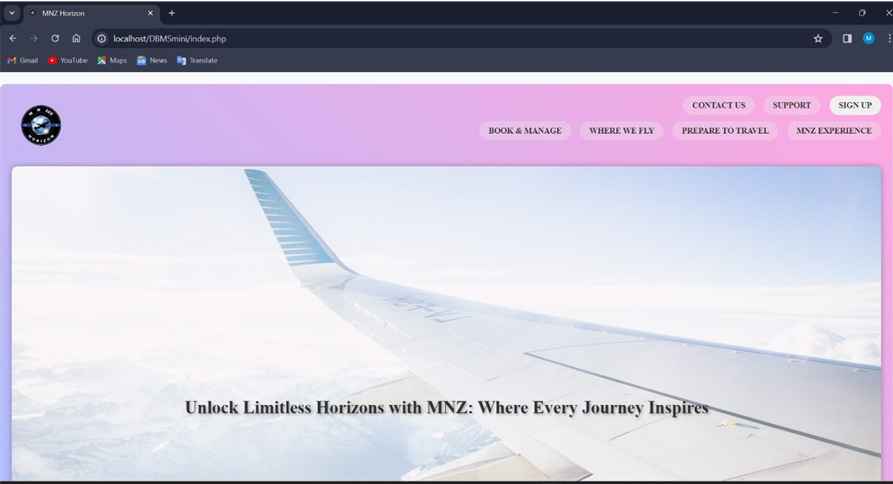 MNZ Horizon
localhost/DBMSmini/index.php
M
Gmail
YouTube
Maps
News
Translate
CONTACT US
SUPPORT
SIGN UP
HORIZON
BOOK & MANAGE
WHERE WE FLY
PREPARE TO TRAVEL
MNZ EXPERIENCE
Unlock Limitless Horizons with MNZ: Where Every Journey Inspires